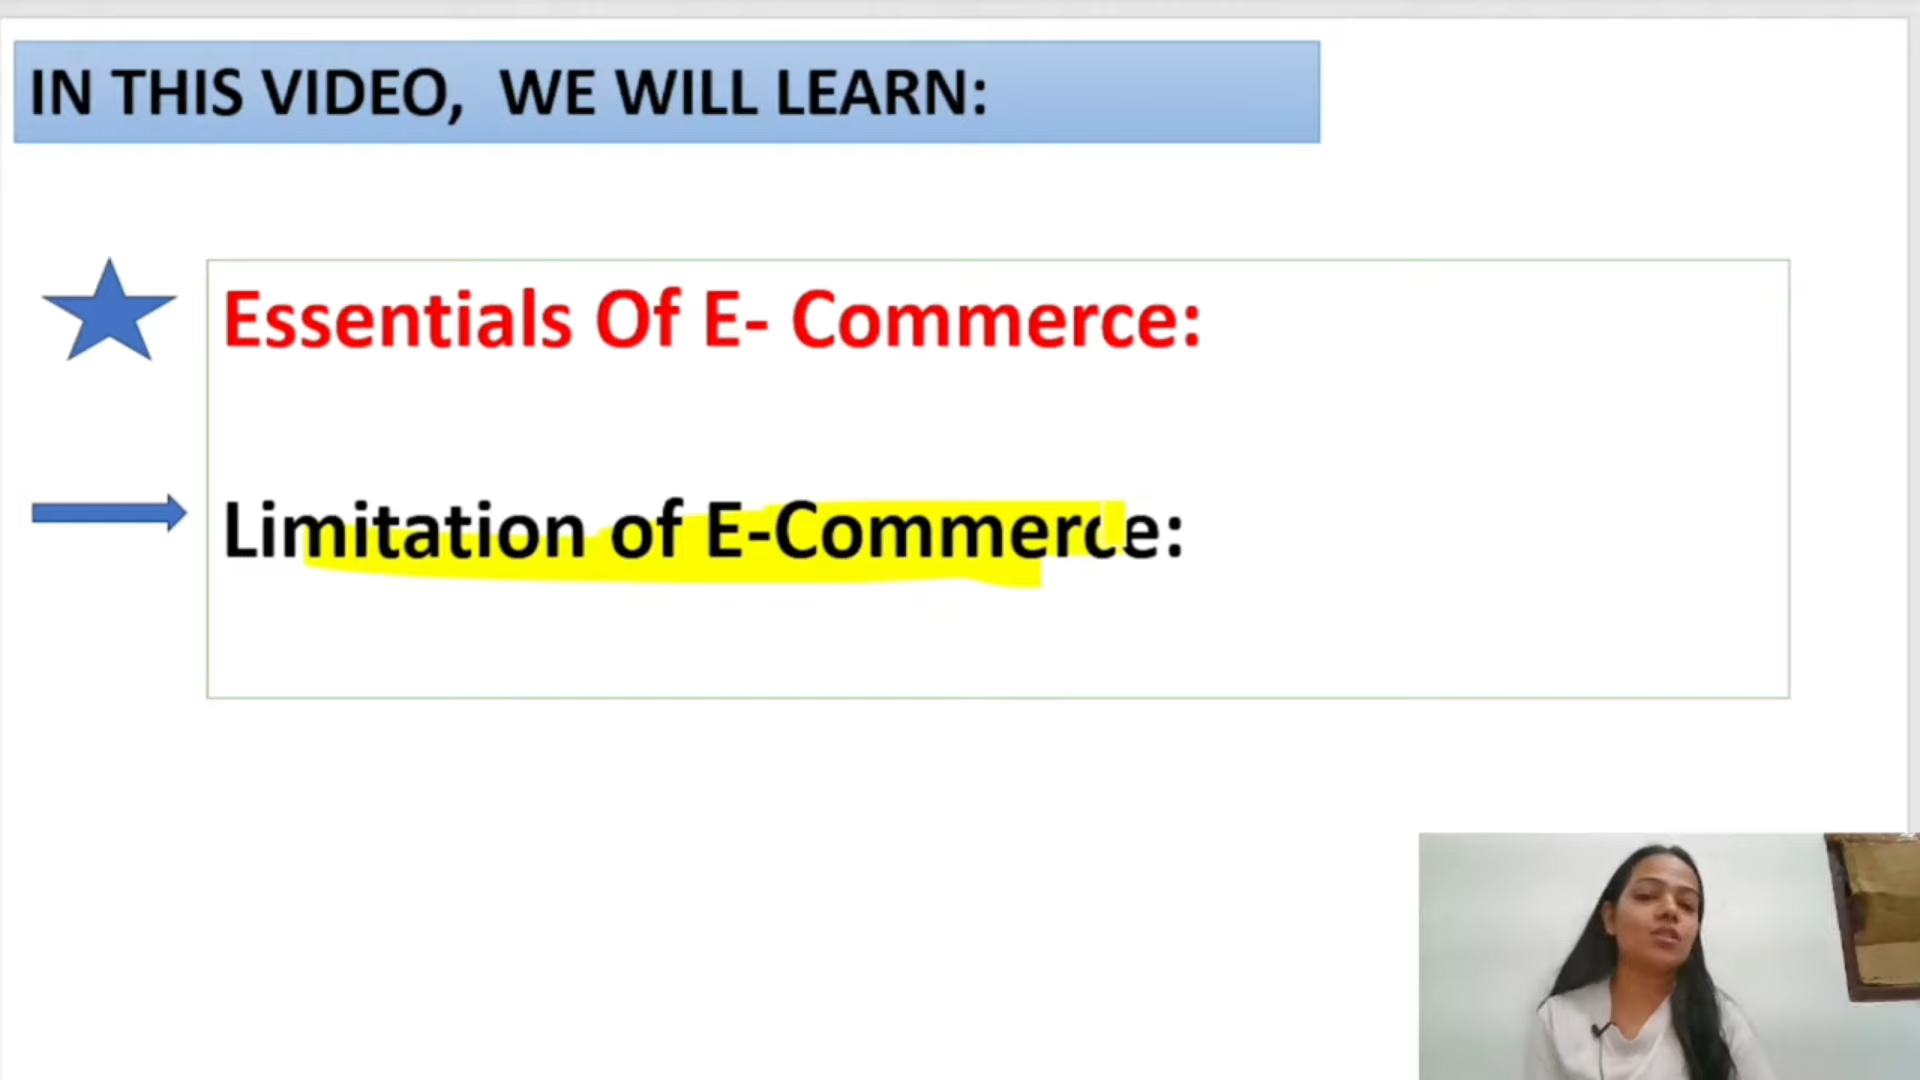 IN THIS VIDEO, WE WILL LEARN:
Essentials Of E- Commerce:
Limitation of E-Commerce: